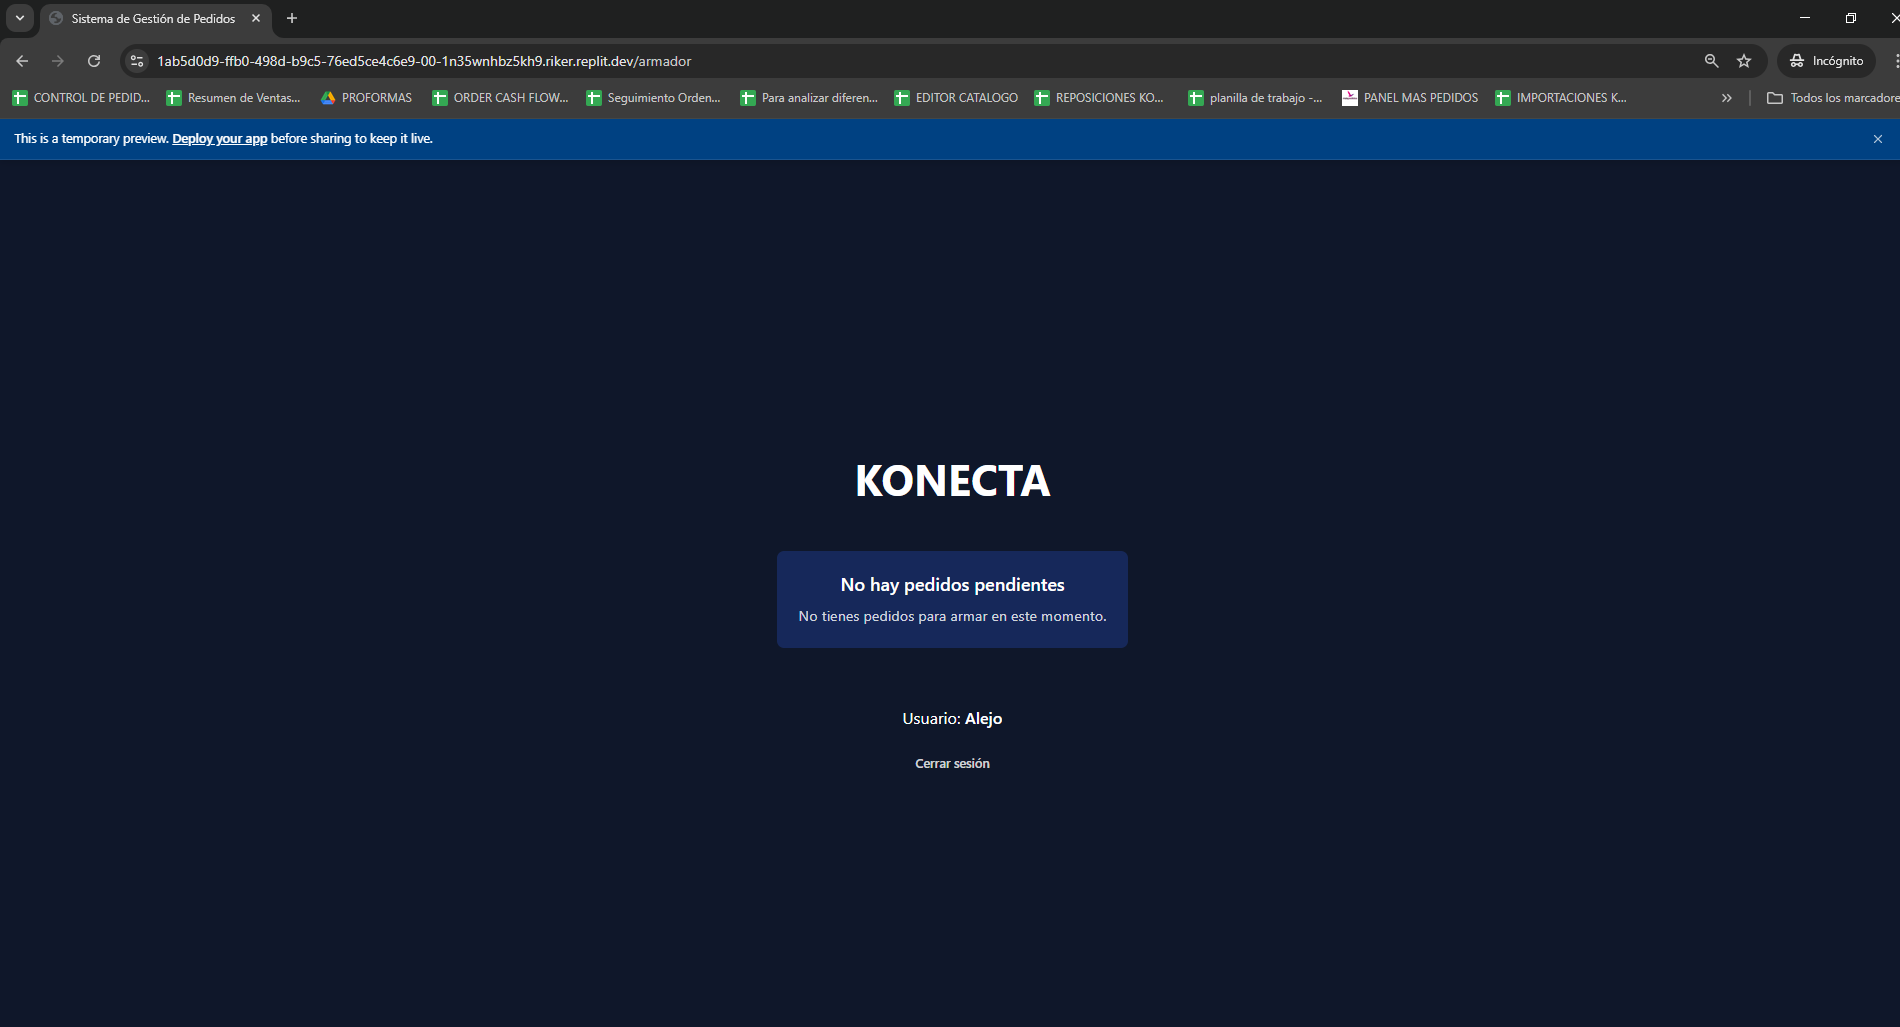 Sistema de Gestión de Pedidos
1ab5d0d9-ffb0-498d-b9c5-76ed5ce4c6e9-00-1n35wnhbz5kh9.riker.replit.dev/armador
Incógnito
CONTROL DE PEDID... Resumen de Ventas... PROFORMAS ORDER CASH FLOW... Seguimiento Orden... Para analizar diferen... EDITOR CATALOGO REPOSICIONES KO... planilla de trabajo -... PANEL MAS PEDIDOS IMPORTACIONES K... Todos los marcadore
This is a temporary preview. Deploy your app before sharing to keep it live.
KONECTA
No hay pedidos pendientes
No tienes pedidos para armar en este momento.
Usuario: Alejo
Cerrar sesión